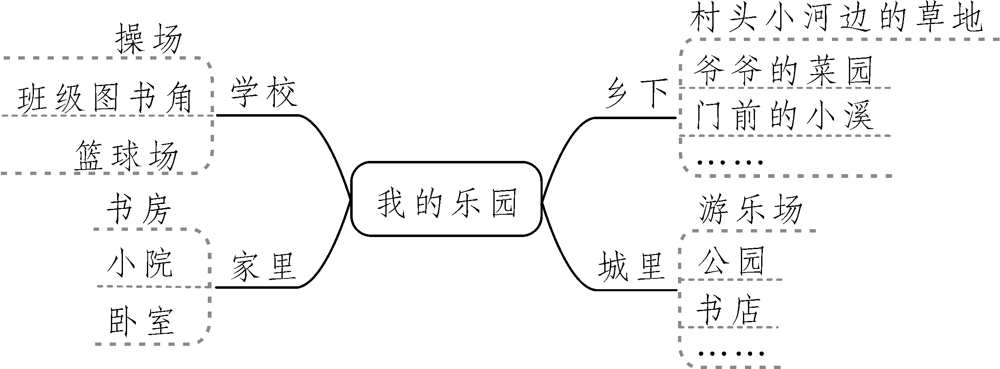 操场
班级图书角
篮球场
学校
书房
小院
卧室
家里
我的乐园
乡下
村头小河边的草地
爷爷的菜园
门前的小溪
……
城里
游乐场
公园
书店
……